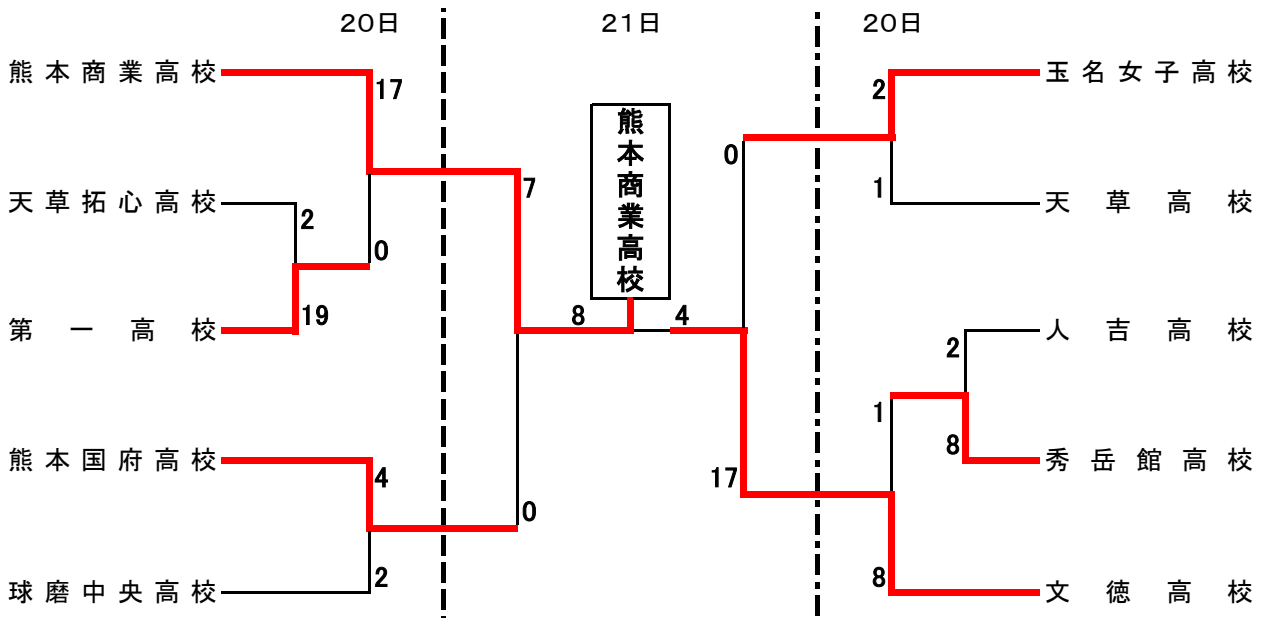 20日
21日
20日
熊本商業高校
17
天草拓心高校
2
0
第一高校
19
熊本国府高校
4
球磨中央高校
2
7
0
熊本商業高校
8
4
0
17
玉名女子高校
2
天草高校
1
人吉高校
2
1
秀岳館高校
8
文徳高校
8